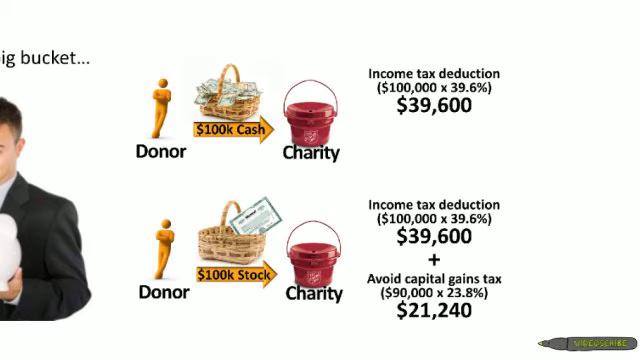 ig bucket...
Income tax deduction
($100,000 x 39.6%)
$39,600
$100k Cash
Donor
Charity
Income tax deduction
($100,000 x 39.6%)
$39,600
+
Avoid capital gains tax
($90,000 x 23.8%)
$21,240
$100k Stock
Donor
Charity
VIDEOSCRIBE